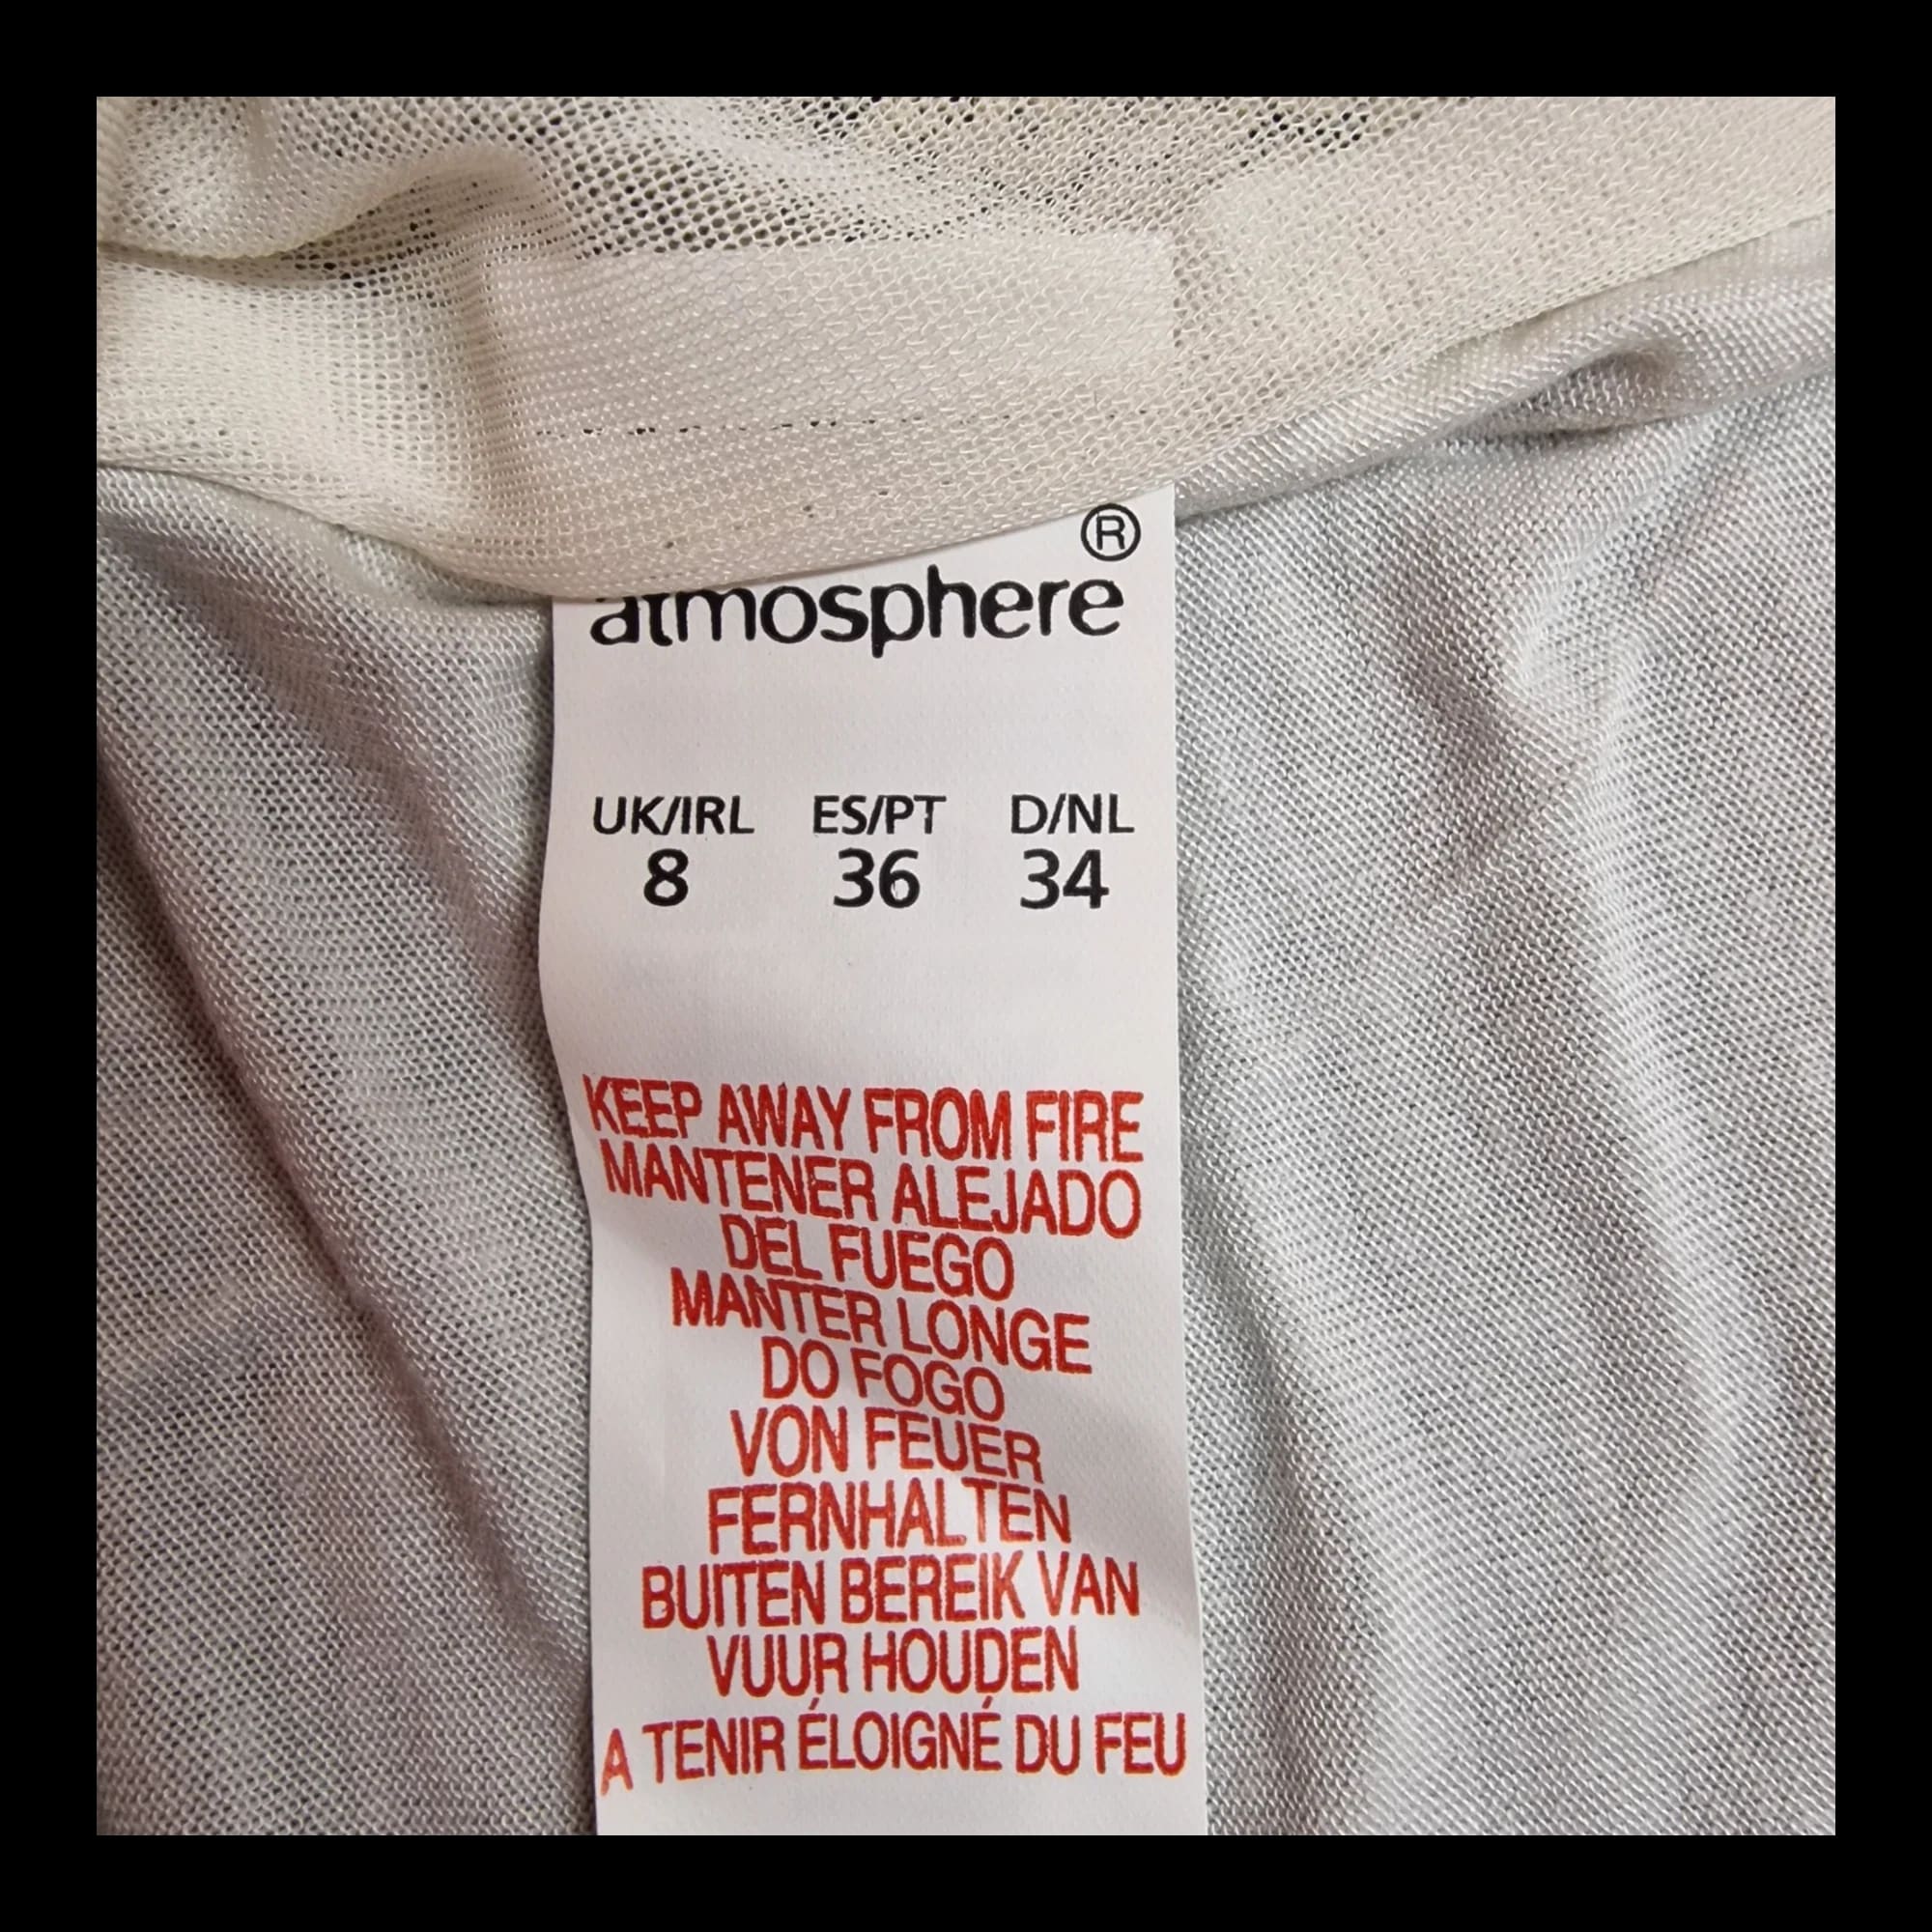 ®
atmosphere
UK/IRL ES/PT D/NL
8 36 34
KEEP AWAY FROM FIRE
MANTENER ALEJADO
DEL FUEGO
MANTER LONGE
DO FOGO
VON FEUER
FERNHALTEN
BUITEN BEREIK VAN
VUUR HOUDEN
A TENIR ÉLOIGNÉ DU FEU